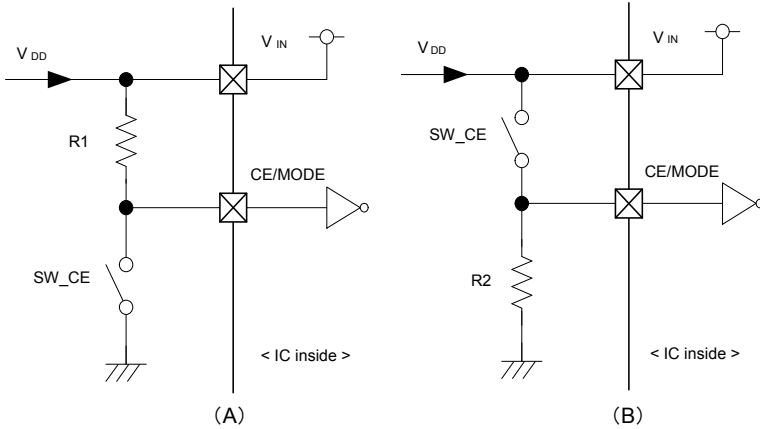 V DD
V IN
R1
CE/MODE
SW_CE
< IC inside >
(A)
V DD
V IN
SW_CE
CE/MODE
R2
< IC inside >
(B)